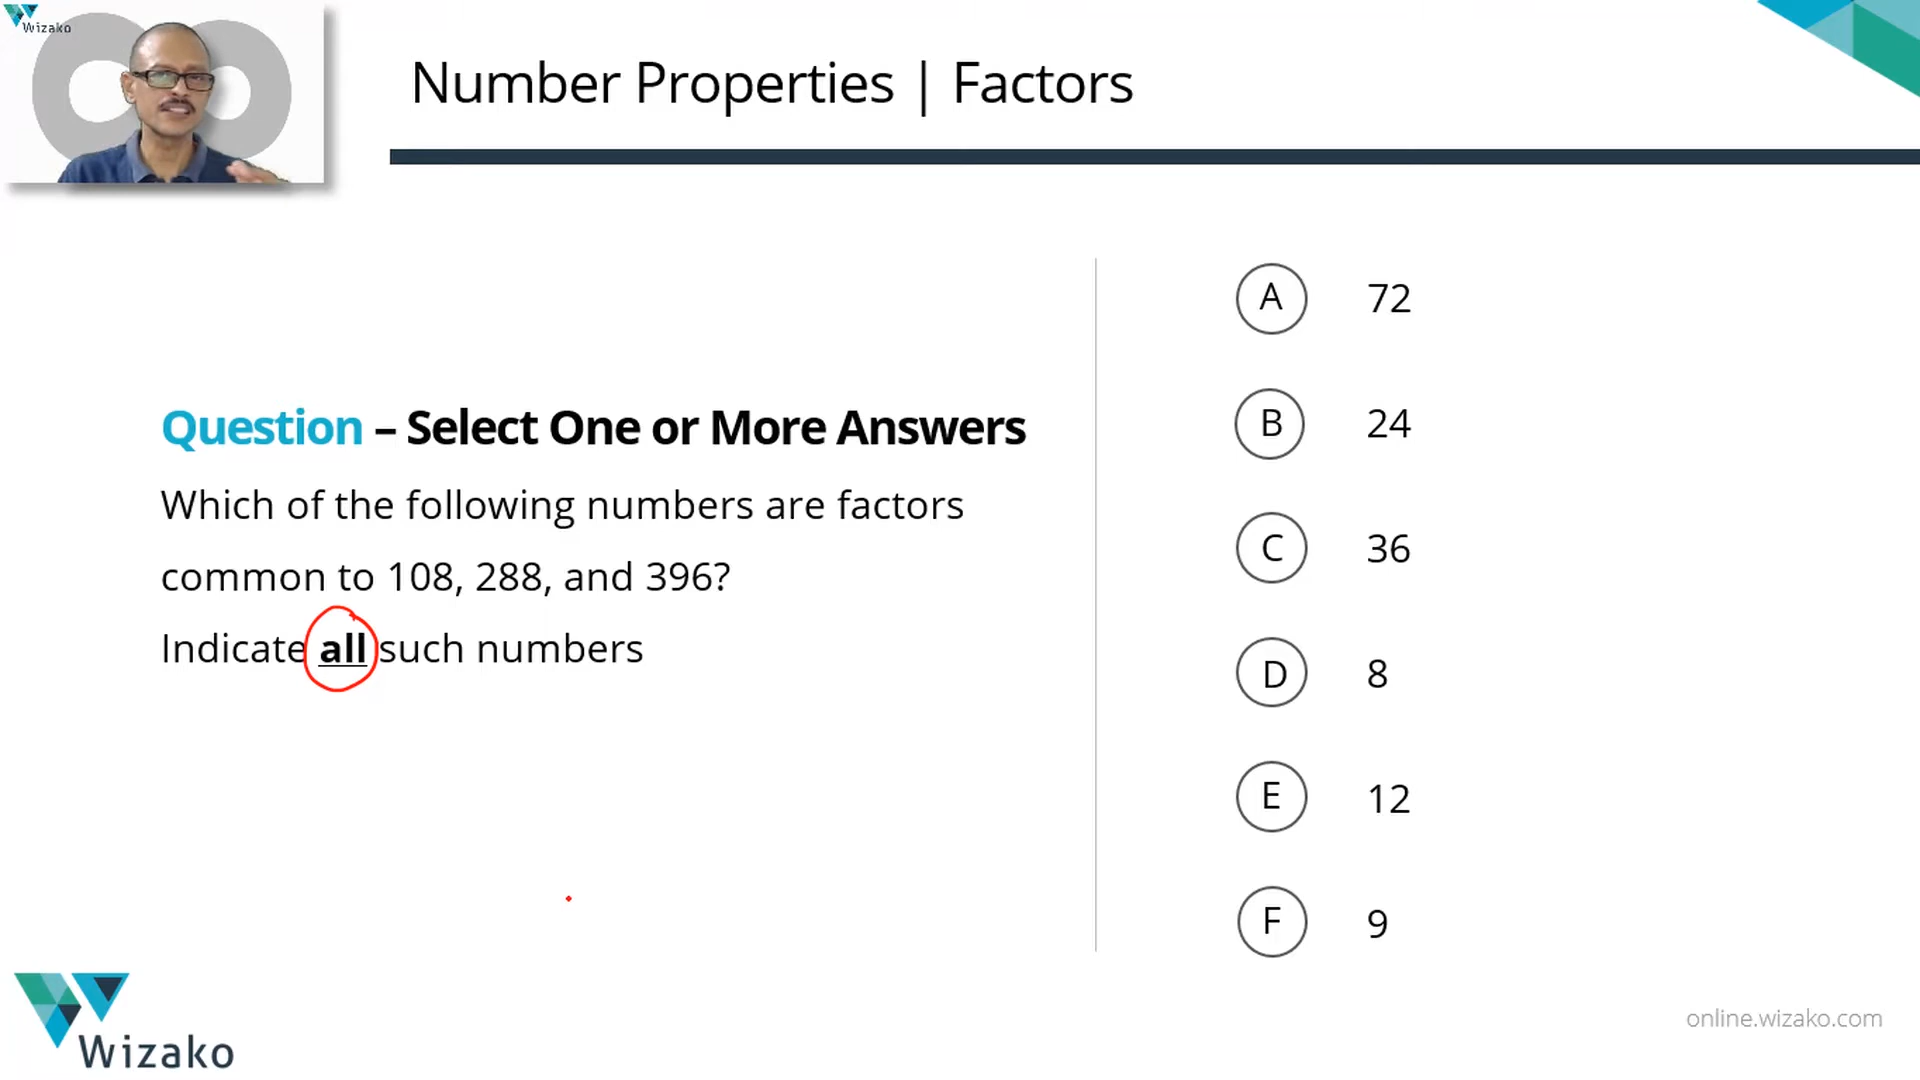 Wizako
Number Properties | Factors
Question – Select One or More Answers
Which of the following numbers are factors
common to 108, 288, and 396?
Indicate all such numbers
A 72
B 24
C 36
D 8
E 12
F 9
Wizako
online.wizako.com